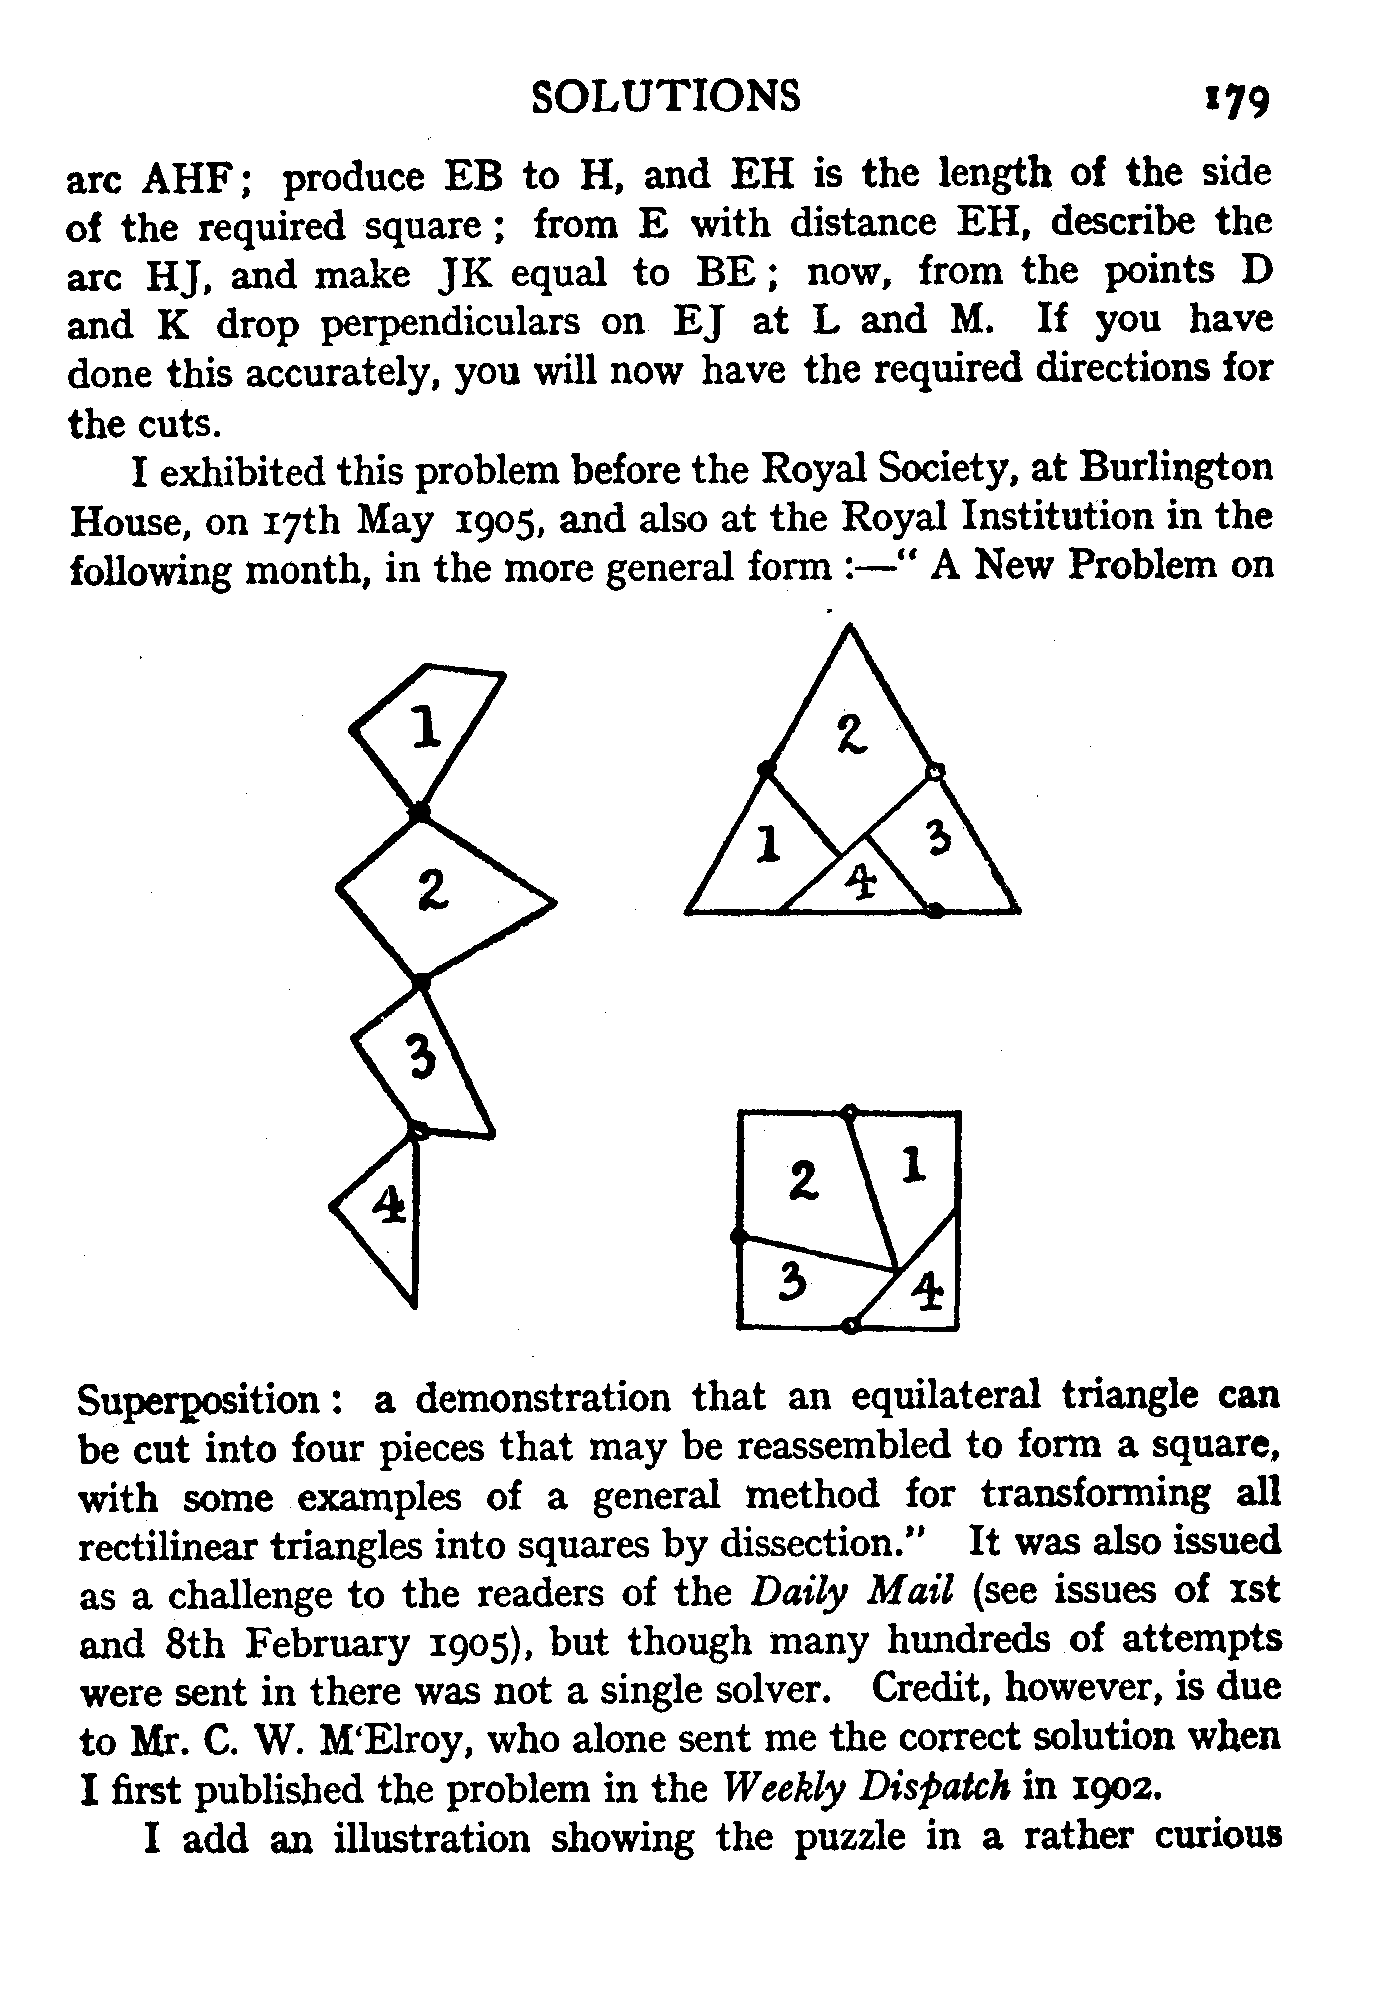 SOLUTIONS 179
arc AHF; produce EB to H, and EH is the length of the side
of the required square; from E with distance EH, describe the
arc HJ, and make JK equal to BE; now, from the points D
and K drop perpendiculars on EJ at L and M. If you have
done this accurately, you will now have the required directions for
the cuts.
I exhibited this problem before the Royal Society, at Burlington
House, on 17th May 1905, and also at the Royal Institution in the
following month, in the more general form :—“ A New Problem on
1
2
3
4
2
1
4
3
2
1
3
4
Superposition : a demonstration that an equilateral triangle can
be cut into four pieces that may be reassembled to form a square,
with some examples of a general method for transforming all
rectilinear triangles into squares by dissection.” It was also issued
as a challenge to the readers of the Daily Mail (see issues of 1st
and 8th February 1905), but though many hundreds of attempts
were sent in there was not a single solver. Credit, however, is due
to Mr. C. W. M‘Elroy, who alone sent me the correct solution when
I first published the problem in the Weekly Dispatch in 1902.
I add an illustration showing the puzzle in a rather curious